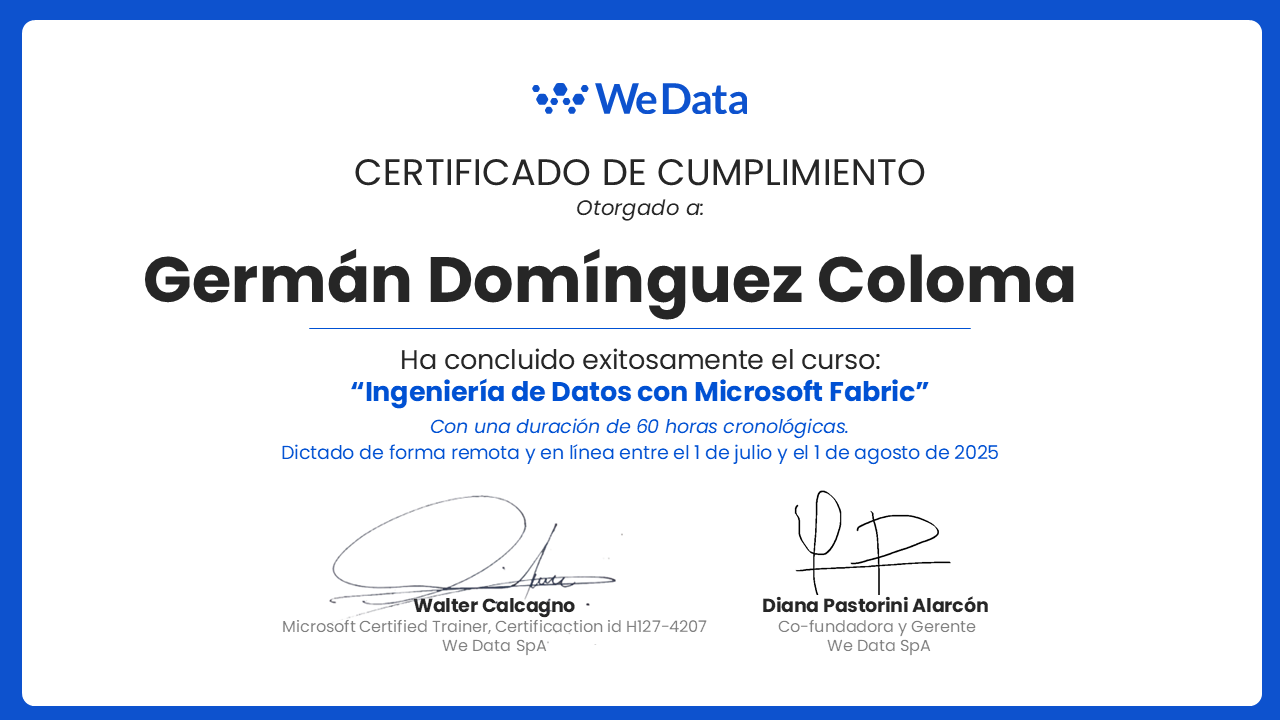 We Data
CERTIFICADO DE CUMPLIMIENTO
Otorgado a:
Germán Domínguez Coloma
Ha concluido exitosamente el curso:
“Ingeniería de Datos con Microsoft Fabric”
Con una duración de 60 horas cronológicas.
Dictado de forma remota y en línea entre el 1 de julio y el 1 de agosto de 2025
Walter Calcagno
Microsoft Certified Trainer, Certificaction id H127-4207
We Data SpA
Diana Pastorini Alarcón
Co-fundadora y Gerente
We Data SpA